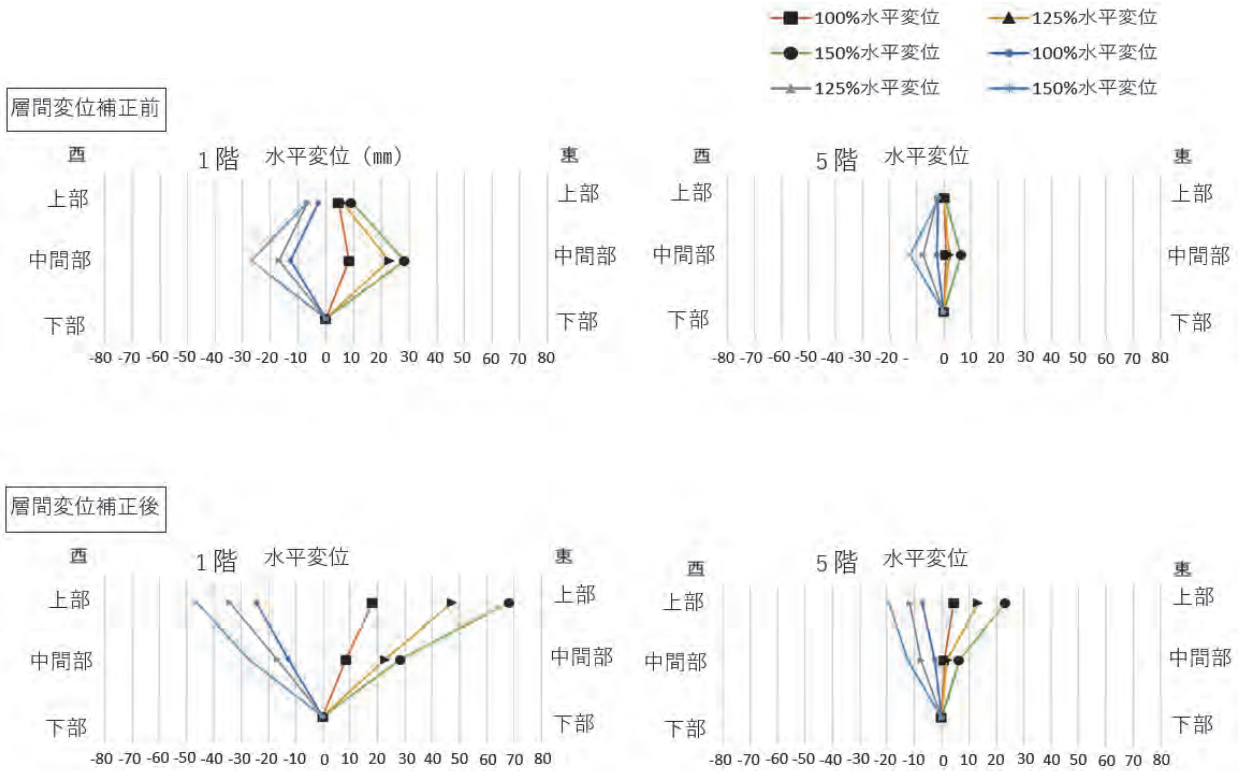 100%水平変位 125%水平変位
150%水平変位 100%水平変位
125%水平変位 150%水平変位
層間変位補正前
西 1階 水平変位（㎜） 東
上部 上部
中間部 中間部
下部 下部
-80 -70 -60 -50 -40 -30 -20 -10 0 10 20 30 40 50 60 70 80
西 5階 水平変位 東
上部 上部
中間部 中間部
下部 下部
-80 -70 -60 -50 -40 -30 -20 - 0 10 20 30 40 50 60 70 80
層間変位補正後
西 1階 水平変位 東
上部 上部
中間部 中間部
下部 下部
-80 -70 -60 -50 -40 -30 -20 -10 0 10 20 30 40 50 60 70 80
西 5階 水平変位 東
上部 上部
中間部 中間部
下部 下部
-80 -70 -60 -50 -40 -30 -20 -10 0 10 20 30 40 50 60 70 80